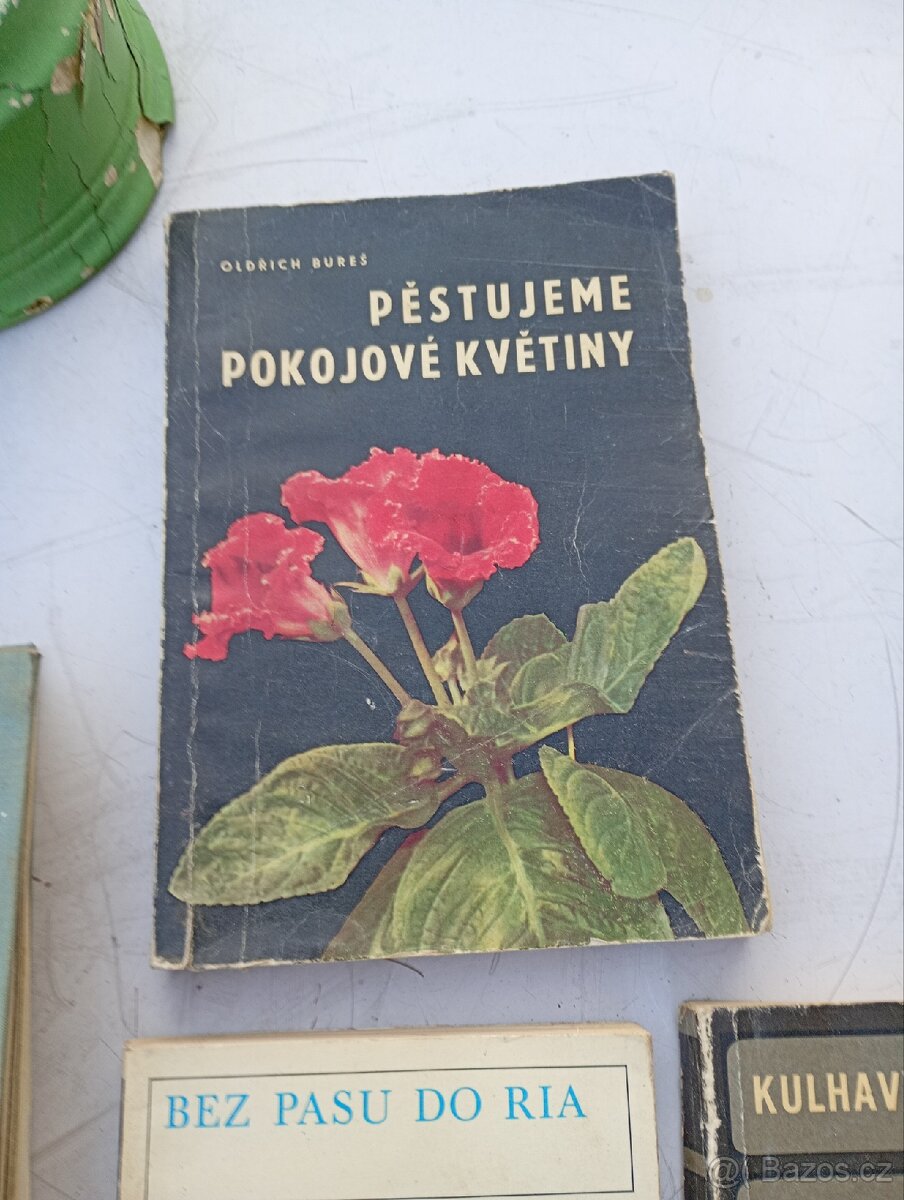 OLDŘICH BUREŠ
PĚSTUJEME
POKOJOVÉ KVĚTINY
BEZ PASU DO RIA
KULHAV
Bazos.cz